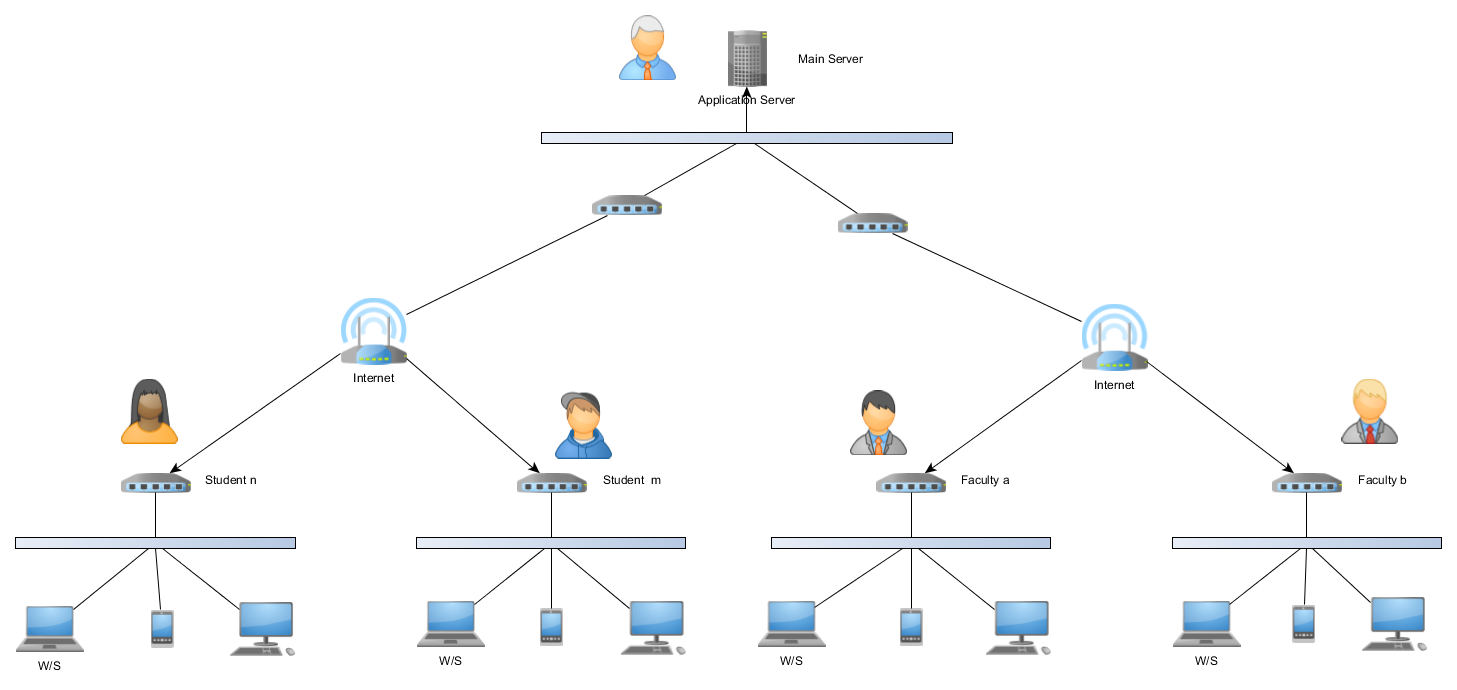 Main Server
Application Server
Internet
Internet
Student n
Student  m
Faculty a
Faculty b
W/S
W/S
W/S
W/S